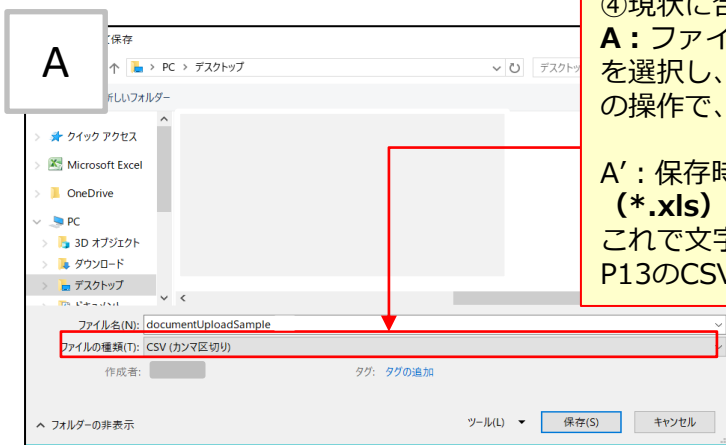 A
て保存
↑ > PC > デスクトップ
デスクトッ
新しいフォルダー
クイック アクセス
Microsoft Excel
OneDrive
PC
3D オブジェクト
ダウンロード
デスクトップ
ファイル名(N): documentUploadSample
ファイルの種類(T): CSV (カンマ区切り)
作成者:
タグ: タグの追加
フォルダーの非表示
ツール(L)
保存(S)
キャンセル
④現状に合
A：ファイ
を選択し、
の操作で、
A′：保存時
（*.xls）
これで文字
P13のCSV